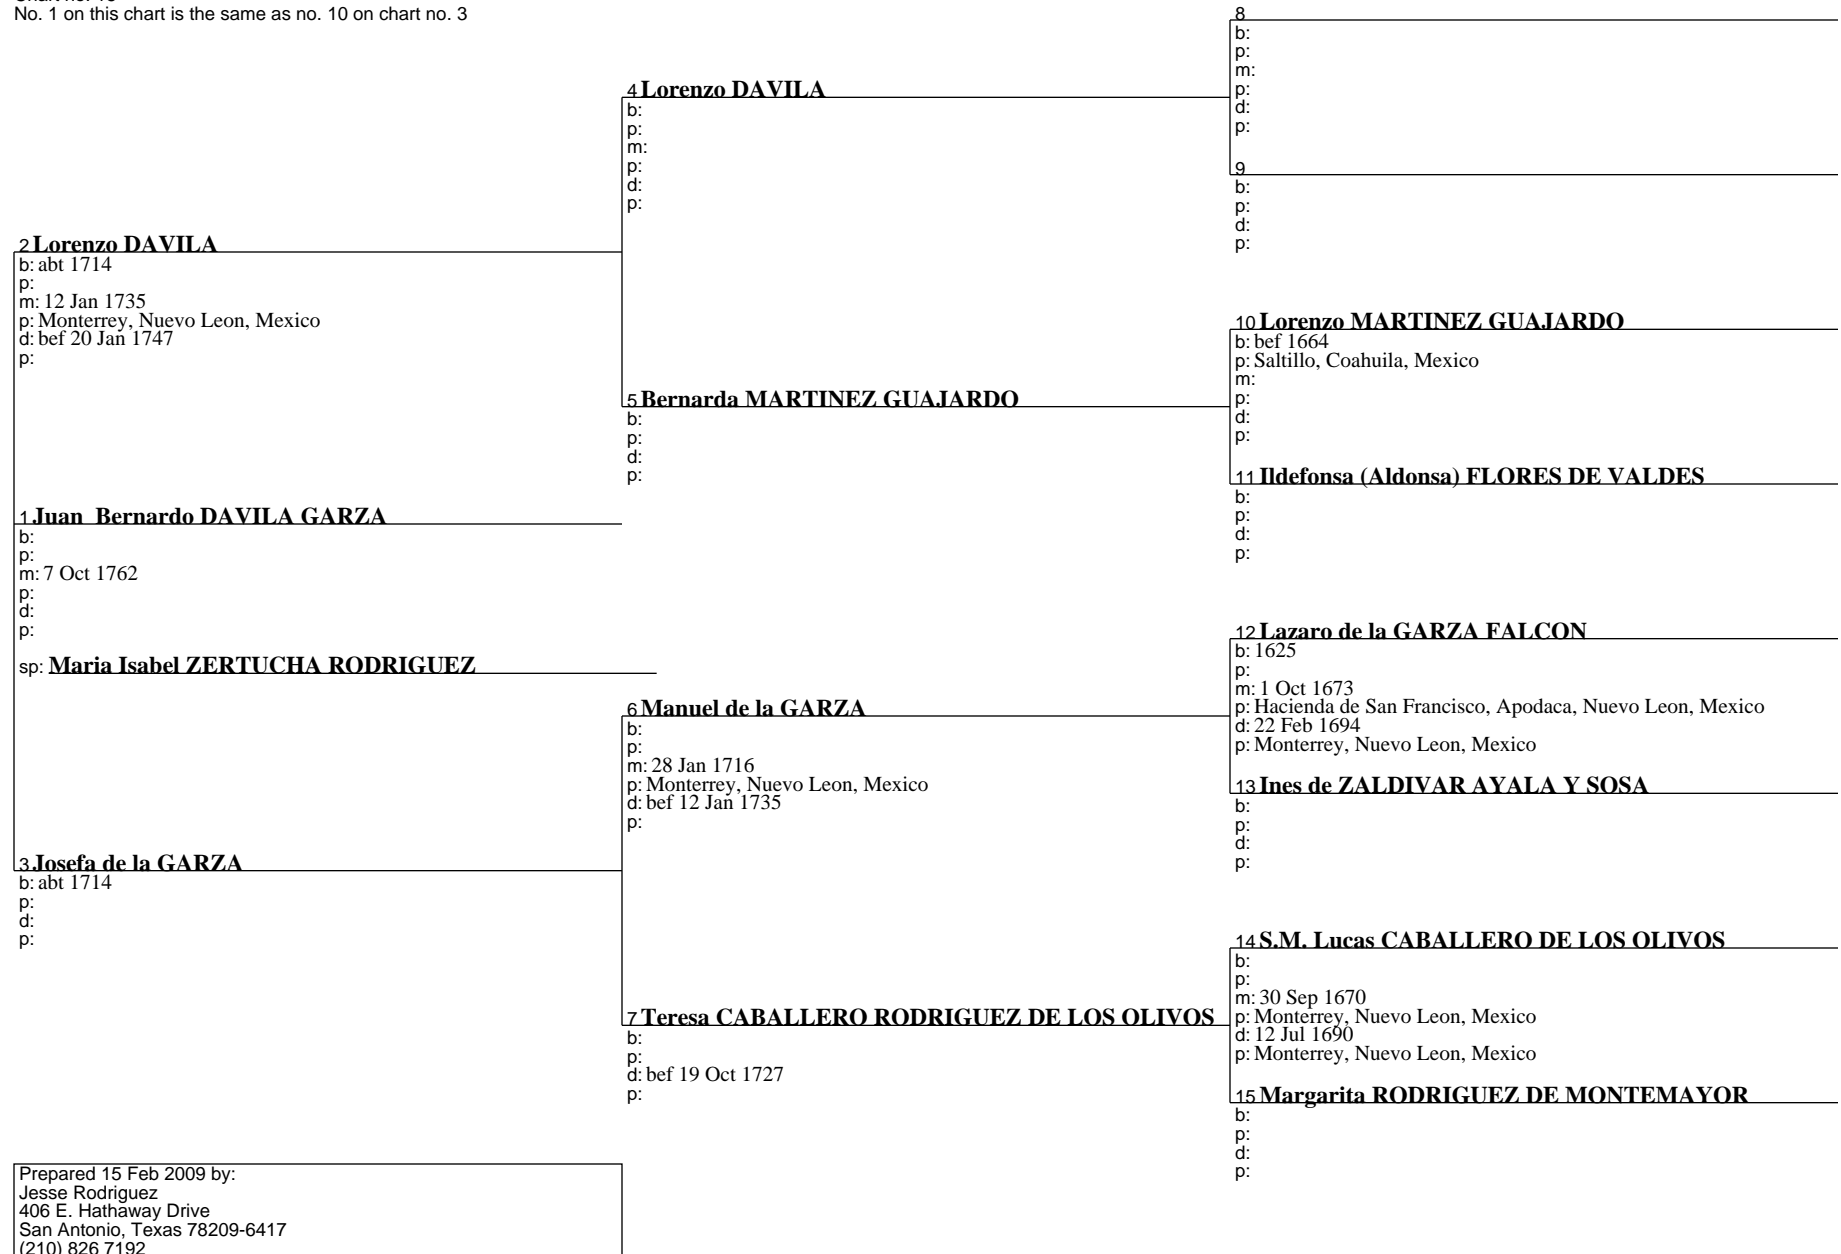 No. 1 on this chart is the same as no. 10 on chart no. 3
8
b:
p:
m:
p:
d:
p:
4 Lorenzo DAVILA
b:
p:
m:
p:
d:
p:
9
b:
p:
d:
p:
2 Lorenzo DAVILA
b: abt 1714
p:
m: 12 Jan 1735
p: Monterrey, Nuevo Leon, Mexico
d: bef 20 Jan 1747
p:
10 Lorenzo MARTINEZ GUAJARDO
b: bef 1664
p: Saltillo, Coahuila, Mexico
m:
p:
d:
p:
5 Bernarda MARTINEZ GUAJARDO
b:
p:
d:
p:
11 Ildefonsa (Aldonsa) FLORES DE VALDES
b:
p:
d:
p:
1 Juan Bernardo DAVILA GARZA
b:
p:
m: 7 Oct 1762
p:
d:
p:
sp: Maria Isabel ZERTUCHA RODRIGUEZ
12 Lazaro de la GARZA FALCON
b: 1625
p:
m: 1 Oct 1673
p: Hacienda de San Francisco, Apodaca, Nuevo Leon, Mexico
d: 22 Feb 1694
p: Monterrey, Nuevo Leon, Mexico
6 Manuel de la GARZA
b:
p:
m: 28 Jan 1716
p: Monterrey, Nuevo Leon, Mexico
d: bef 12 Jan 1735
p:
13 Ines de ZALDIVAR AYALA Y SOSA
b:
p:
d:
p:
3 Josefa de la GARZA
b: abt 1714
p:
d:
p:
14 S.M. Lucas CABALLERO DE LOS OLIVOS
b:
p:
m: 30 Sep 1670
p: Monterrey, Nuevo Leon, Mexico
d: 12 Jul 1690
p: Monterrey, Nuevo Leon, Mexico
7 Teresa CABALLERO RODRIGUEZ DE LOS OLIVOS
b:
p:
d: bef 19 Oct 1727
p:
15 Margarita RODRIGUEZ DE MONTEMAYOR
b:
p:
d:
p:
Prepared 15 Feb 2009 by:
Jesse Rodriguez
406 E. Hathaway Drive
San Antonio, Texas 78209-6417
(210) 826 7192